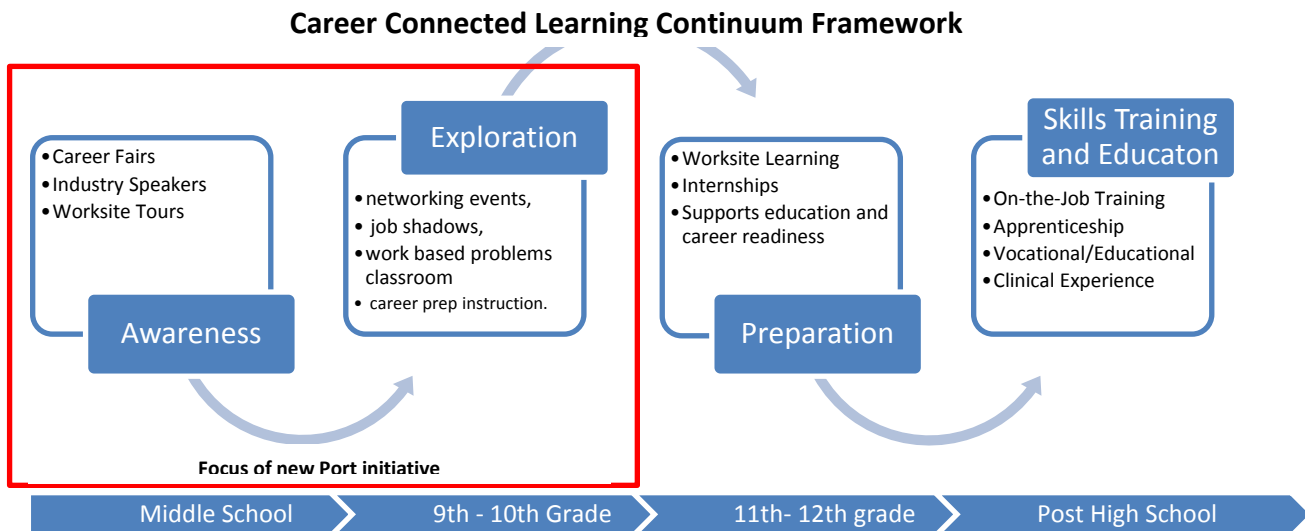 Career Connected Learning Continuum Framework
•Career Fairs
•Industry Speakers
•Worksite Tours
Awareness
Exploration
•networking events,
• job shadows,
•work based problems
classroom
• career prep instruction.
•Worksite Learning
•Internships
•Supports education and
career readiness
Preparation
Skills Training
and Educaton
•On-the-Job Training
•Apprenticeship
•Vocational/Educational
•Clinical Experience
Focus of new Port initiative
Middle School
9th - 10th Grade
11th- 12th grade
Post High School